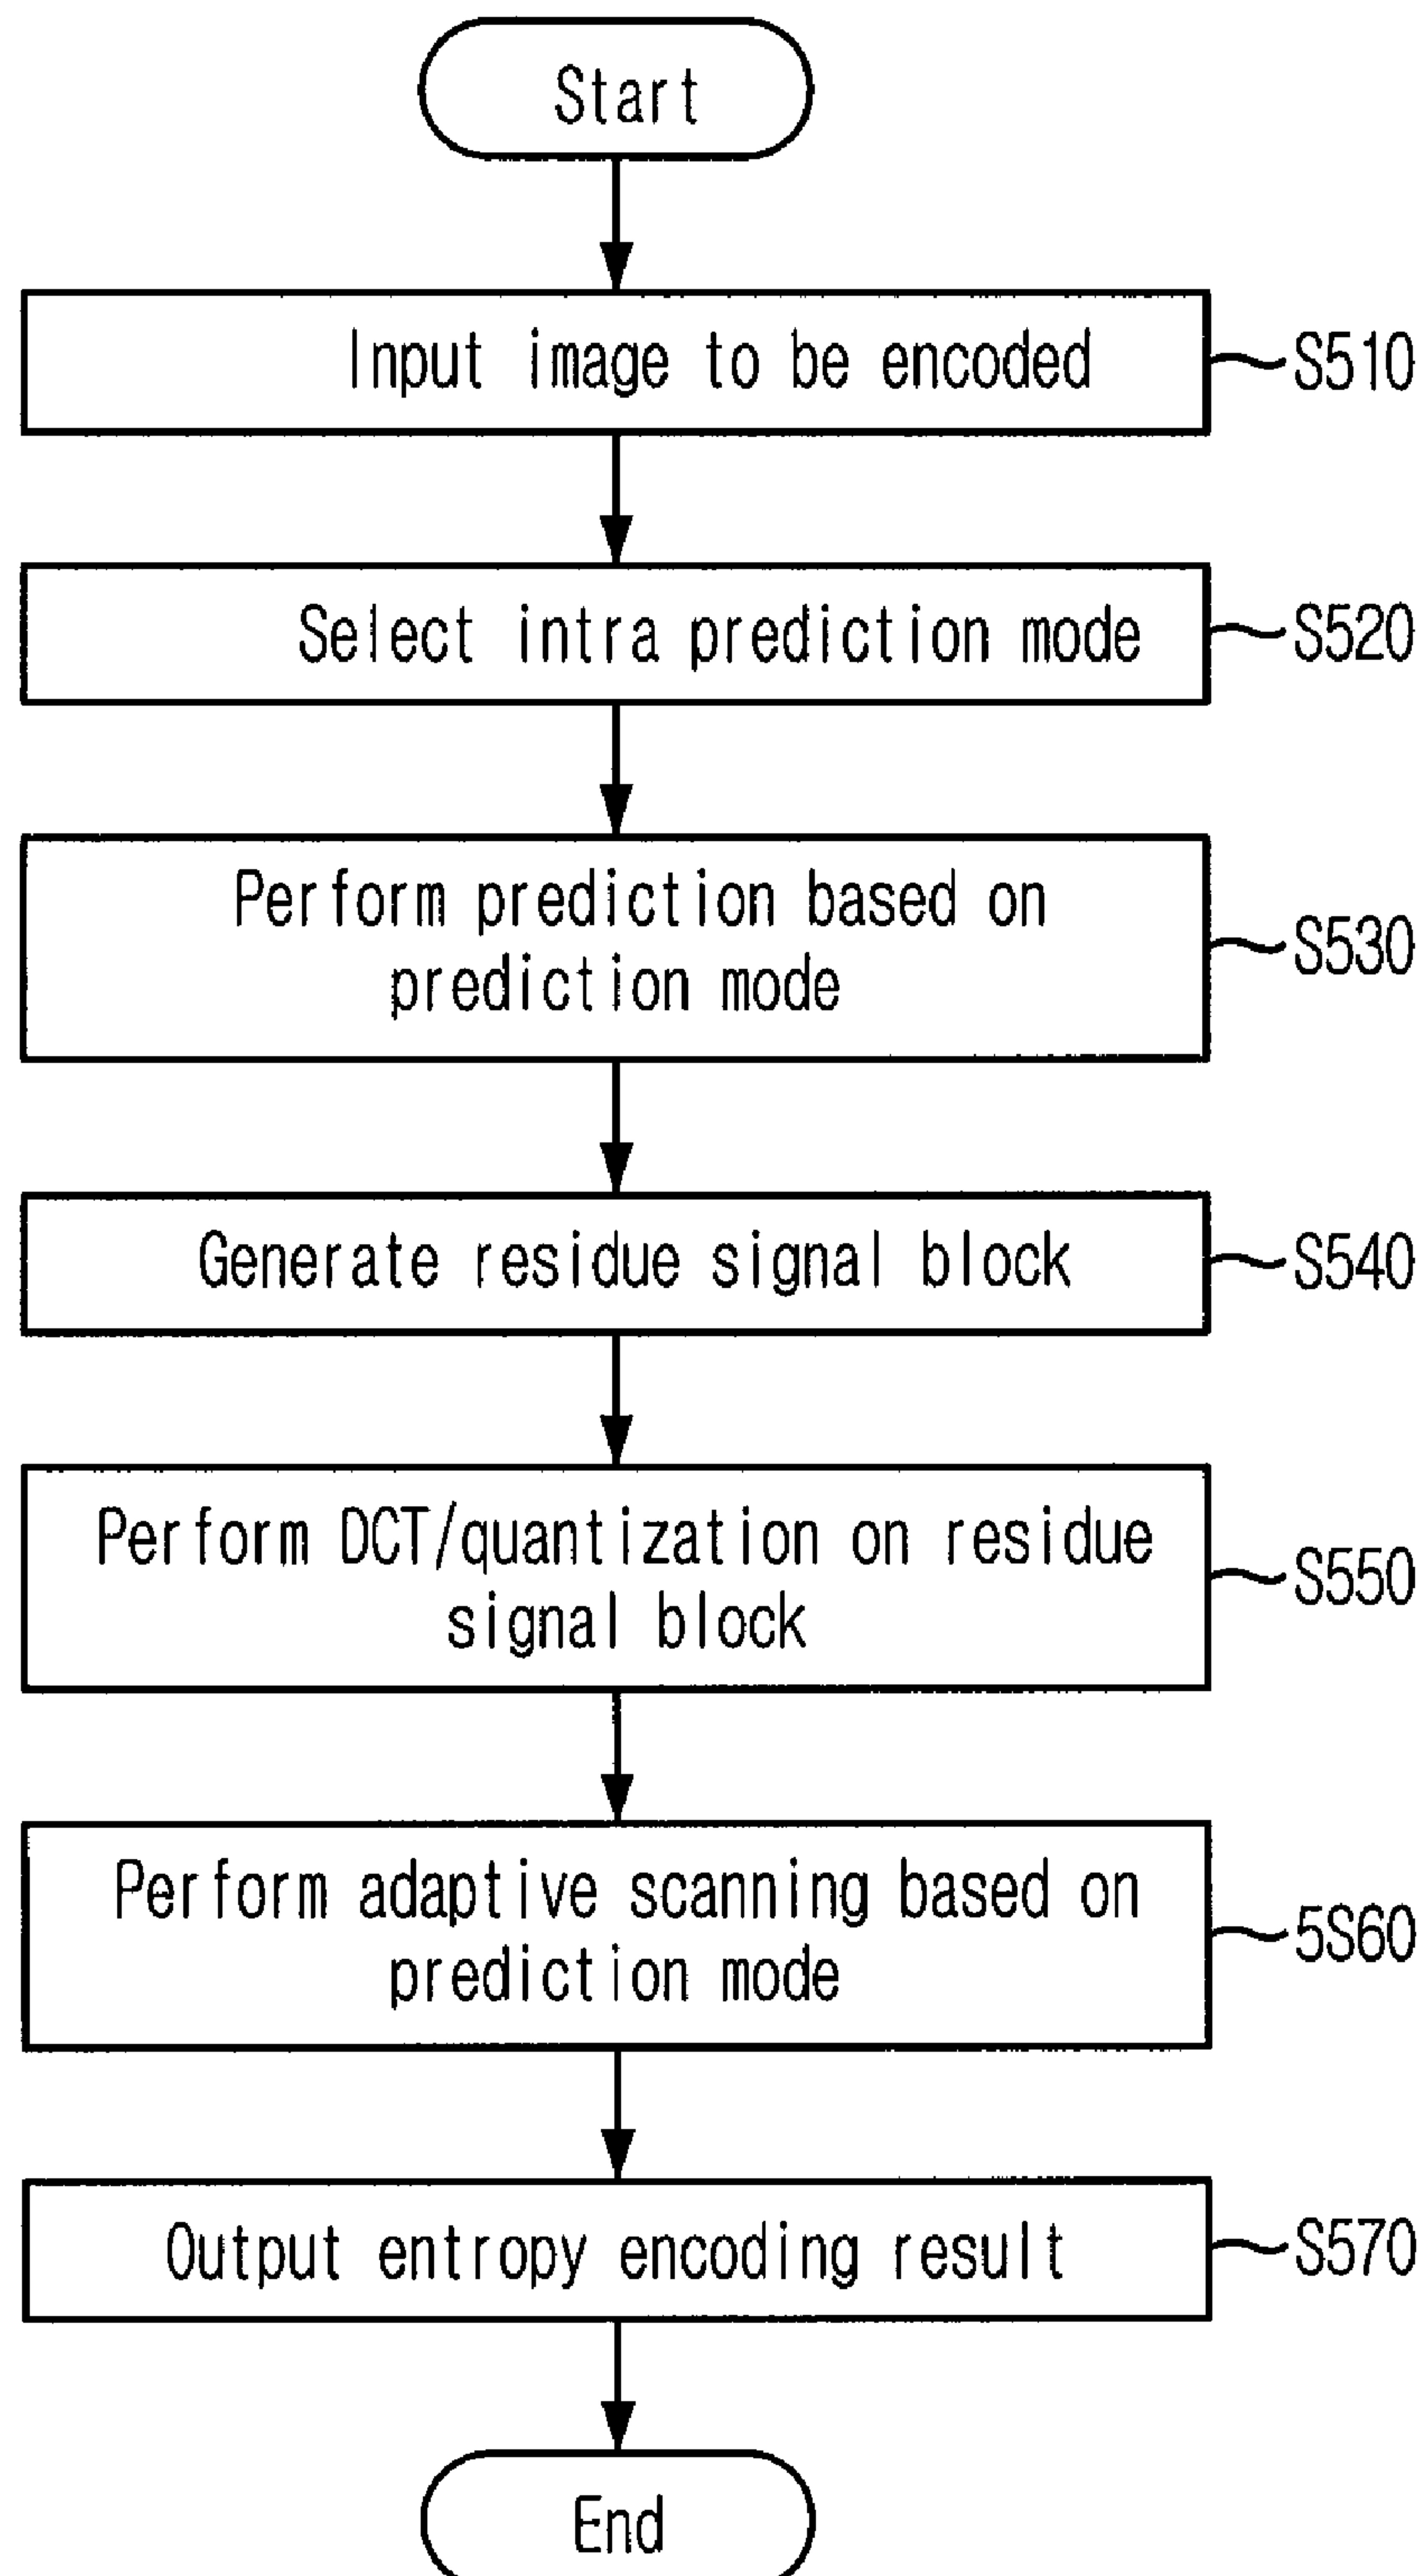 Start
Input image to be encoded
S510
Select intra prediction mode
S520
Perform prediction based on
prediction mode
S530
Generate residue signal block
S540
Perform DCT/quantization on residue
signal block
S550
Perform adaptive scanning based on
prediction mode
5S60
Output entropy encoding result
S570
End